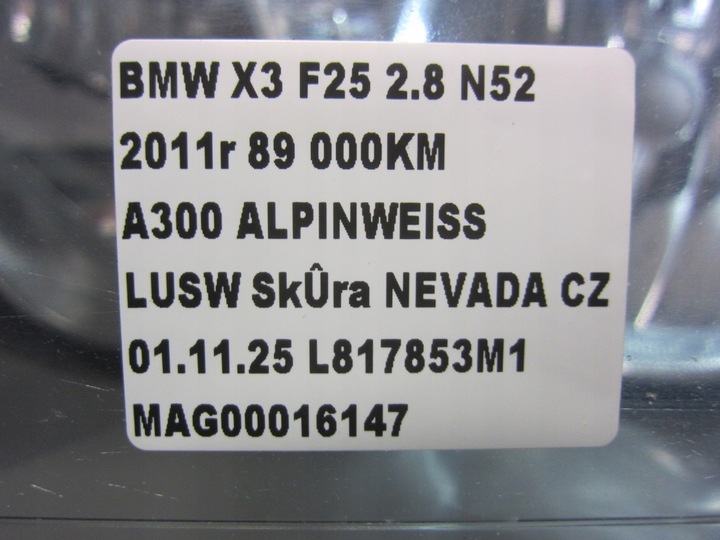 BMW X3 F25 2.8 N52
2011r 89 000KM
A300 ALPINWEISS
LUSW SkÛra NEVADA CZ
01.11.25 L817853M1
MAG00016147